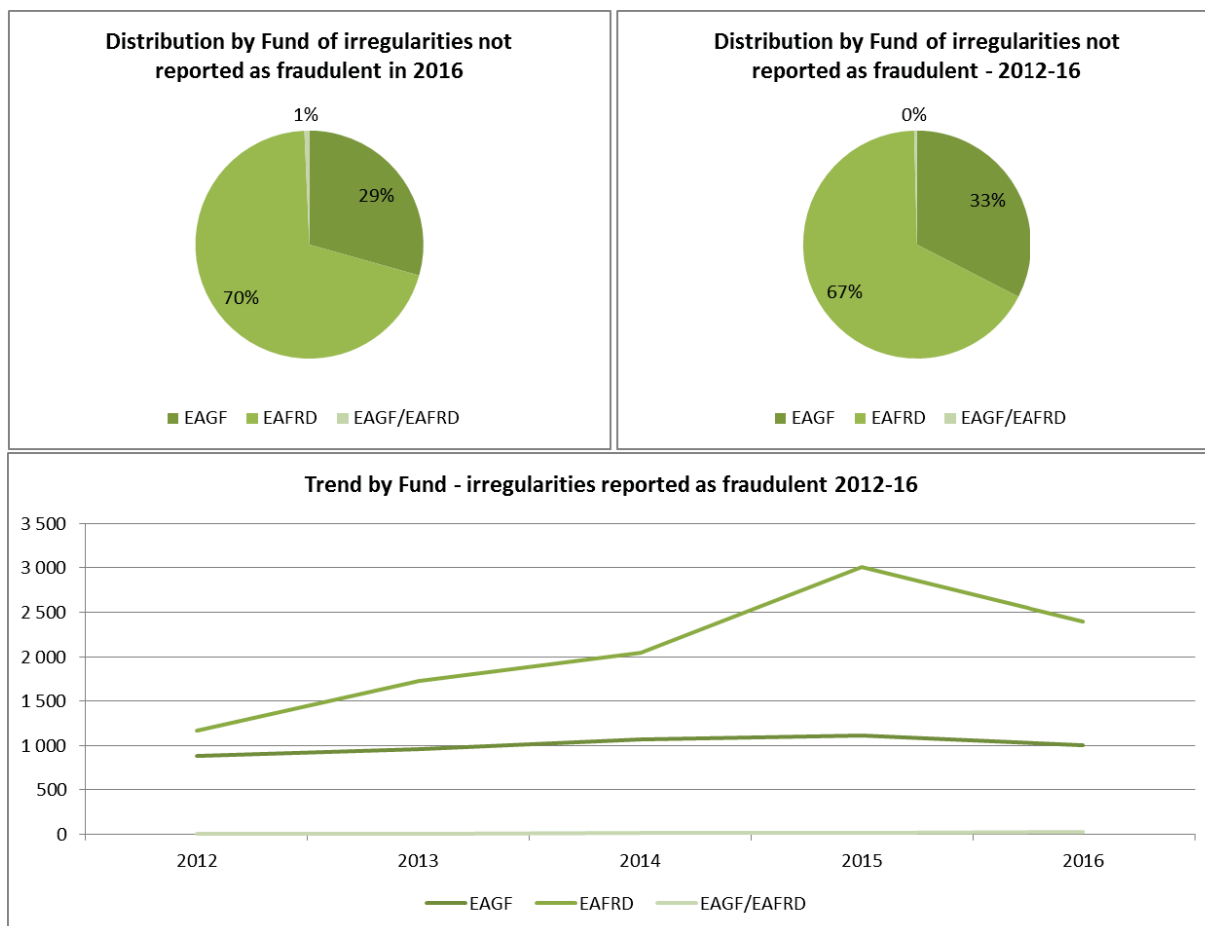 Distribution by Fund of irregularities not
reported as fraudulent in 2016
1%
29%
70%
EAGF EAFRD EAGF/EAFRD
Distribution by Fund of irregularities not
reported as fraudulent - 2012-16
0%
33%
67%
EAGF EAFRD EAGF/EAFRD
Trend by Fund - irregularities reported as fraudulent 2012-16
3 500
3 000
2 500
2 000
1 500
1 000
500
0
2012 2013 2014 2015 2016
EAGF EAFRD EAGF/EAFRD